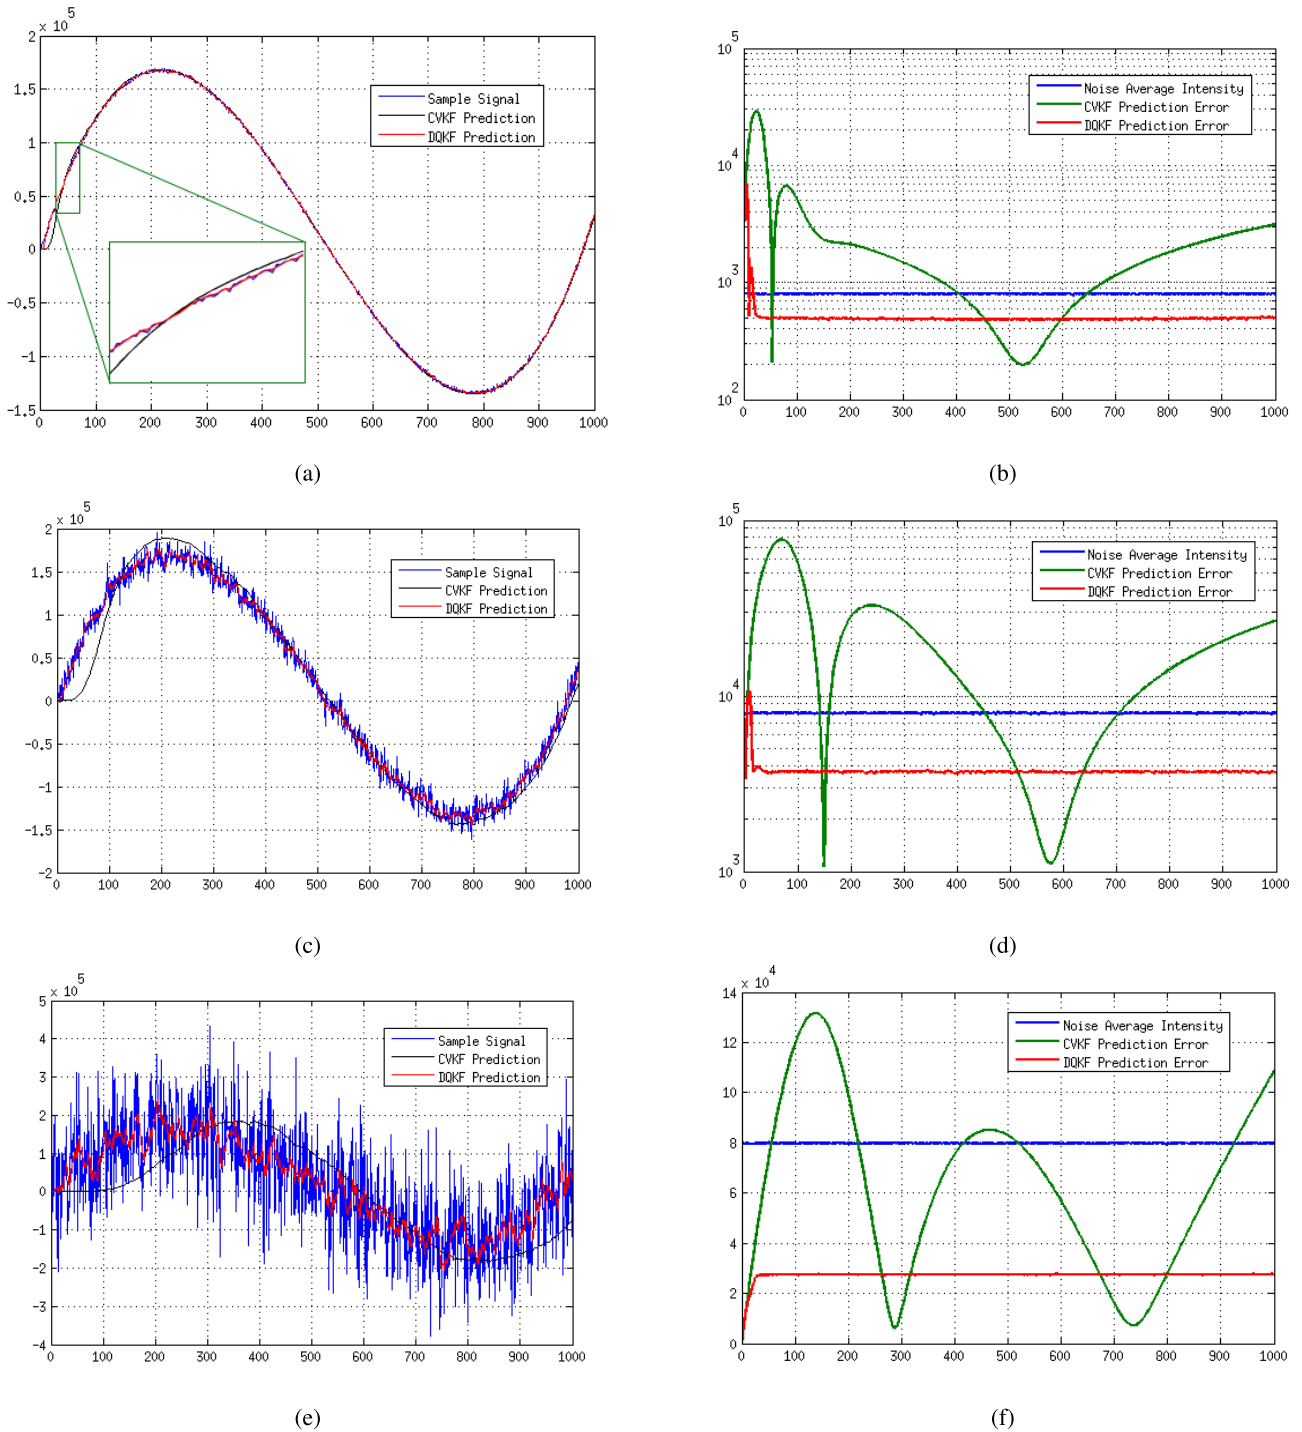 x 10^5
2
1.5
1
0.5
0
-0.5
-1
-1.5
0 100 200 300 400 500 600 700 800 900 1000
Sample Signal
CVKF Prediction
DQKF Prediction
(a)
10^5
10^4
10^3
10^2
0 100 200 300 400 500 600 700 800 900 1000
Noise Average Intensity
CVKF Prediction Error
DQKF Prediction Error
(b)
x 10^5
2
1.5
1
0.5
0
-0.5
-1
-1.5
-2
0 100 200 300 400 500 600 700 800 900 1000
Sample Signal
CVKF Prediction
DQKF Prediction
(c)
10^5
10^4
10^3
0 100 200 300 400 500 600 700 800 900 1000
Noise Average Intensity
CVKF Prediction Error
DQKF Prediction Error
(d)
x 10^5
5
4
3
2
1
0
-1
-2
-3
-4
0 100 200 300 400 500 600 700 800 900 1000
Sample Signal
CVKF Prediction
DQKF Prediction
(e)
x 10^4
14
12
10
8
6
4
2
0
0 100 200 300 400 500 600 700 800 900 1000
Noise Average Intensity
CVKF Prediction Error
DQKF Prediction Error
(f)